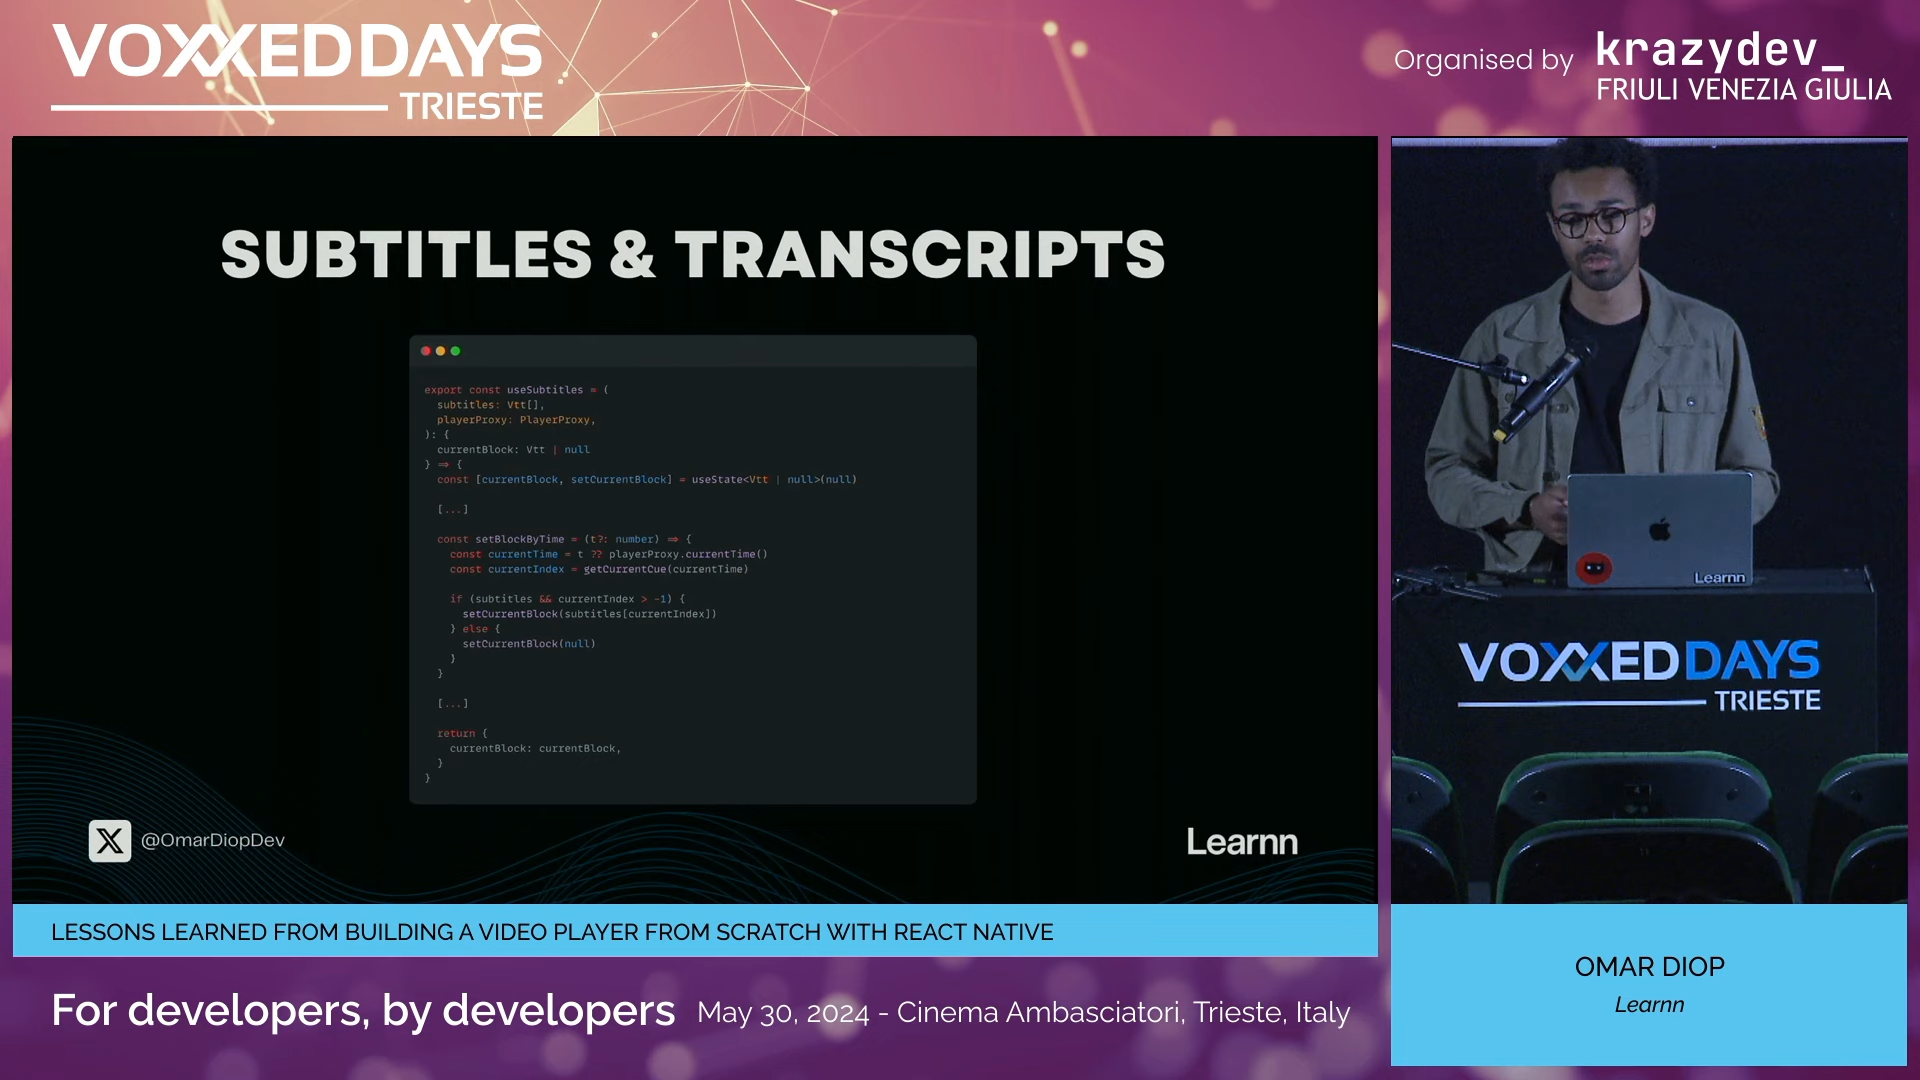 VOXXEDDAYS
TRIESTE
Organised by krazydev_
FRIULI VENEZIA GIULIA
SUBTITLES & TRANSCRIPTS
export const useSubtitles = (
subtitles: Vtt[],
playerProxy: PlayerProxy,
): {
currentBlock: Vtt | null
} => {
const [currentBlock, setCurrentBlock] = useState<Vtt | null>(null)
[...]
const setBlockByTime = (t?: number) => {
const currentTime = t ?? playerProxy.currentTime()
const currentIndex = getCurrentCue(currentTime)
if (subtitles && currentIndex > -1) {
setCurrentBlock(subtitles[currentIndex])
} else {
setCurrentBlock(null)
}
}
[...]
return {
currentBlock: currentBlock,
}
}
@OmarDiopDev
Learnn
Learnn
VOXXEDDAYS
TRIESTE
LESSONS LEARNED FROM BUILDING A VIDEO PLAYER FROM SCRATCH WITH REACT NATIVE
OMAR DIOP
Learnn
For developers, by developers May 30, 2024 - Cinema Ambasciatori, Trieste, Italy